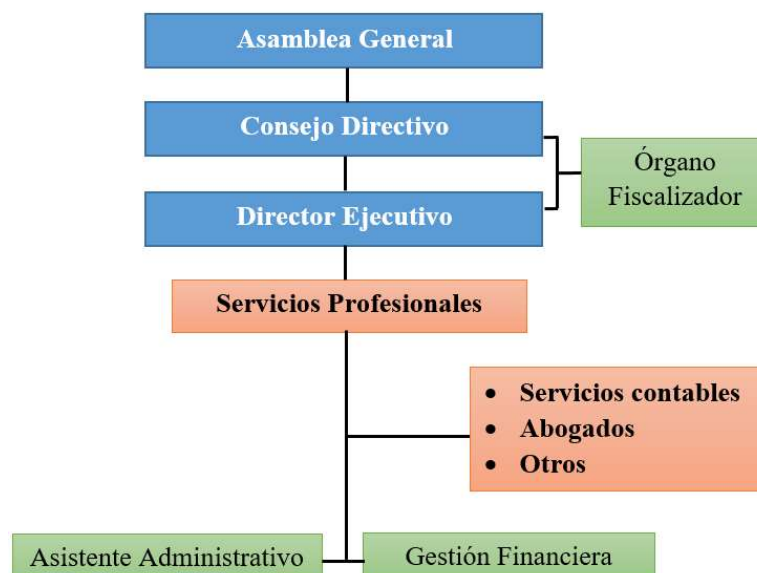 Asamblea General
Consejo Directivo
Órgano
Fiscalizador
Director Ejecutivo
Servicios Profesionales
• Servicios contables
• Abogados
• Otros
Asistente Administrativo
Gestión Financiera